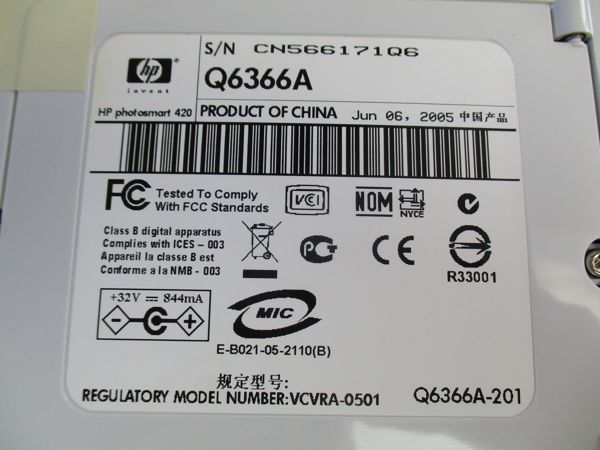 S/N CN566171Q6
hp
invent
Q6366A
HP photosmart 420
PRODUCT OF CHINA Jun 06, 2005 中国产品
FC Tested To Comply
With FCC Standards
VCI
NOM
NYCE
Class B digital apparatus
Complies with ICES – 003
Appareil la classe B est
Conforme a la NMB - 003
PCT
CE
R33001
+32V 844mA
- C +
MIC
E-B021-05-2110(B)
规定型号:
REGULATORY MODEL NUMBER:VCVRA-0501
Q6366A-201